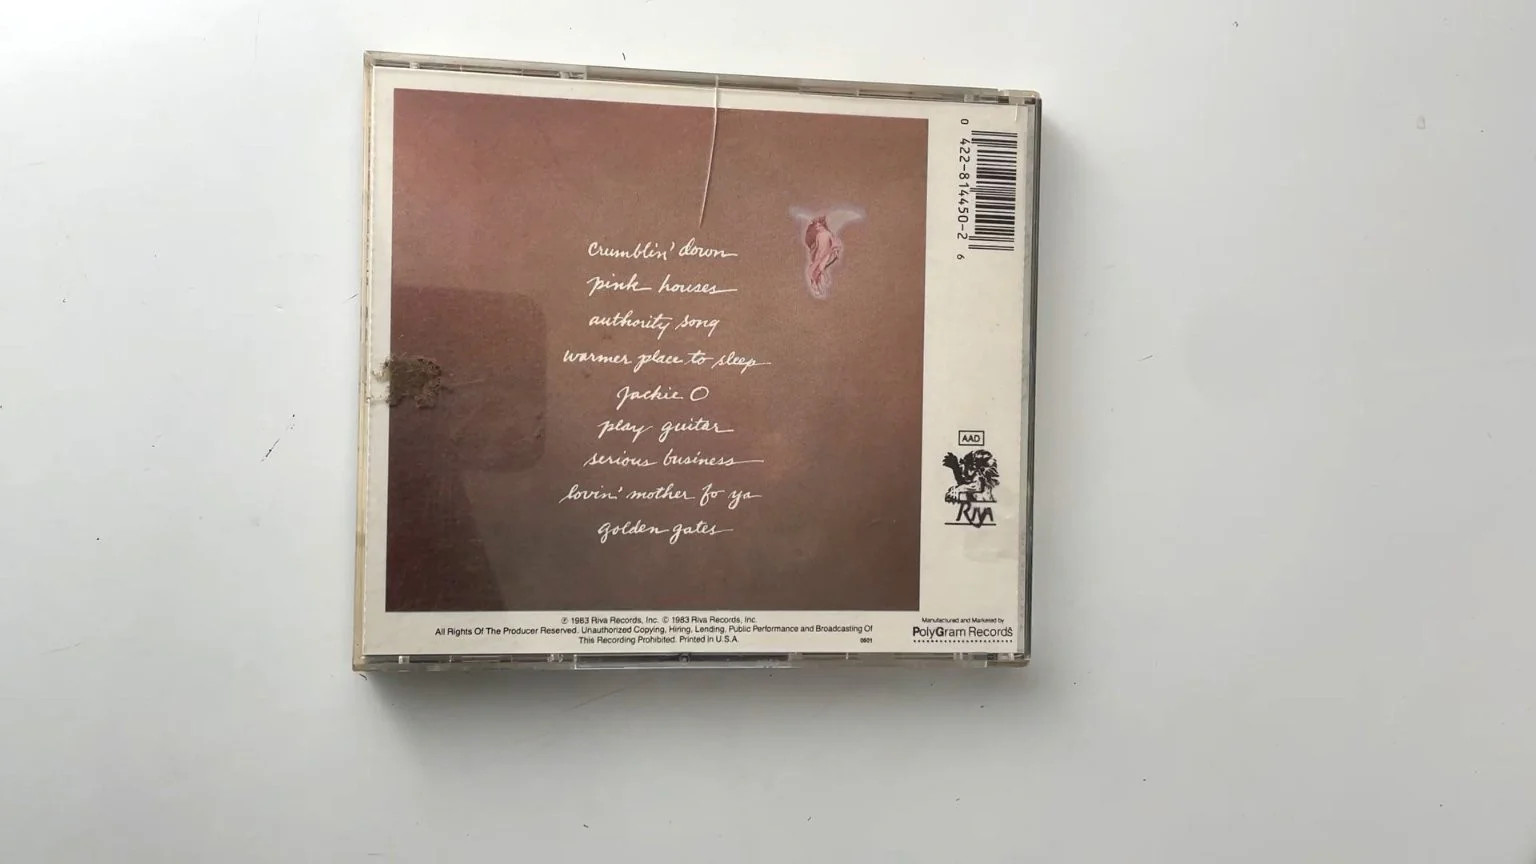 crumblin' down
pink houses
authority song
warmer place to sleep
Jackie O
play guitar
serious business
lovin' mother fo ya
golden gates
0 422-814450-2 6
AAD
RIVA
℗ 1983 Riva Records, Inc. © 1983 Riva Records, Inc.
All Rights Of The Producer Reserved. Unauthorized Copying, Hiring, Lending, Public Performance and Broadcasting Of
This Recording Prohibited. Printed in U.S.A.
0601
Manufactured and Marketed by
PolyGram Records